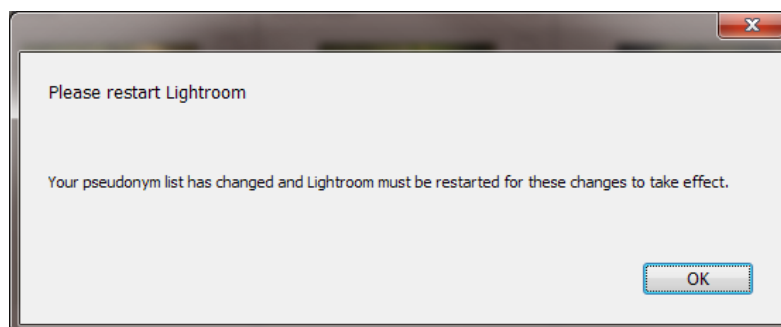 Please restart Lightroom
Your pseudonym list has changed and Lightroom must be restarted for these changes to take effect.
OK